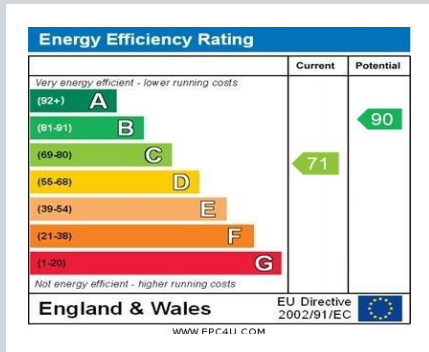 Energy Efficiency Rating
Current Potential
Very energy efficient - lower running costs
(92+) A
(81-91) B
90
(69-80) C
71
(55-68) D
(39-54) E
(21-38) F
(1-20) G
Not energy efficient - higher running costs
England & Wales
EU Directive
2002/91/EC
WWW.EPC4U.COM